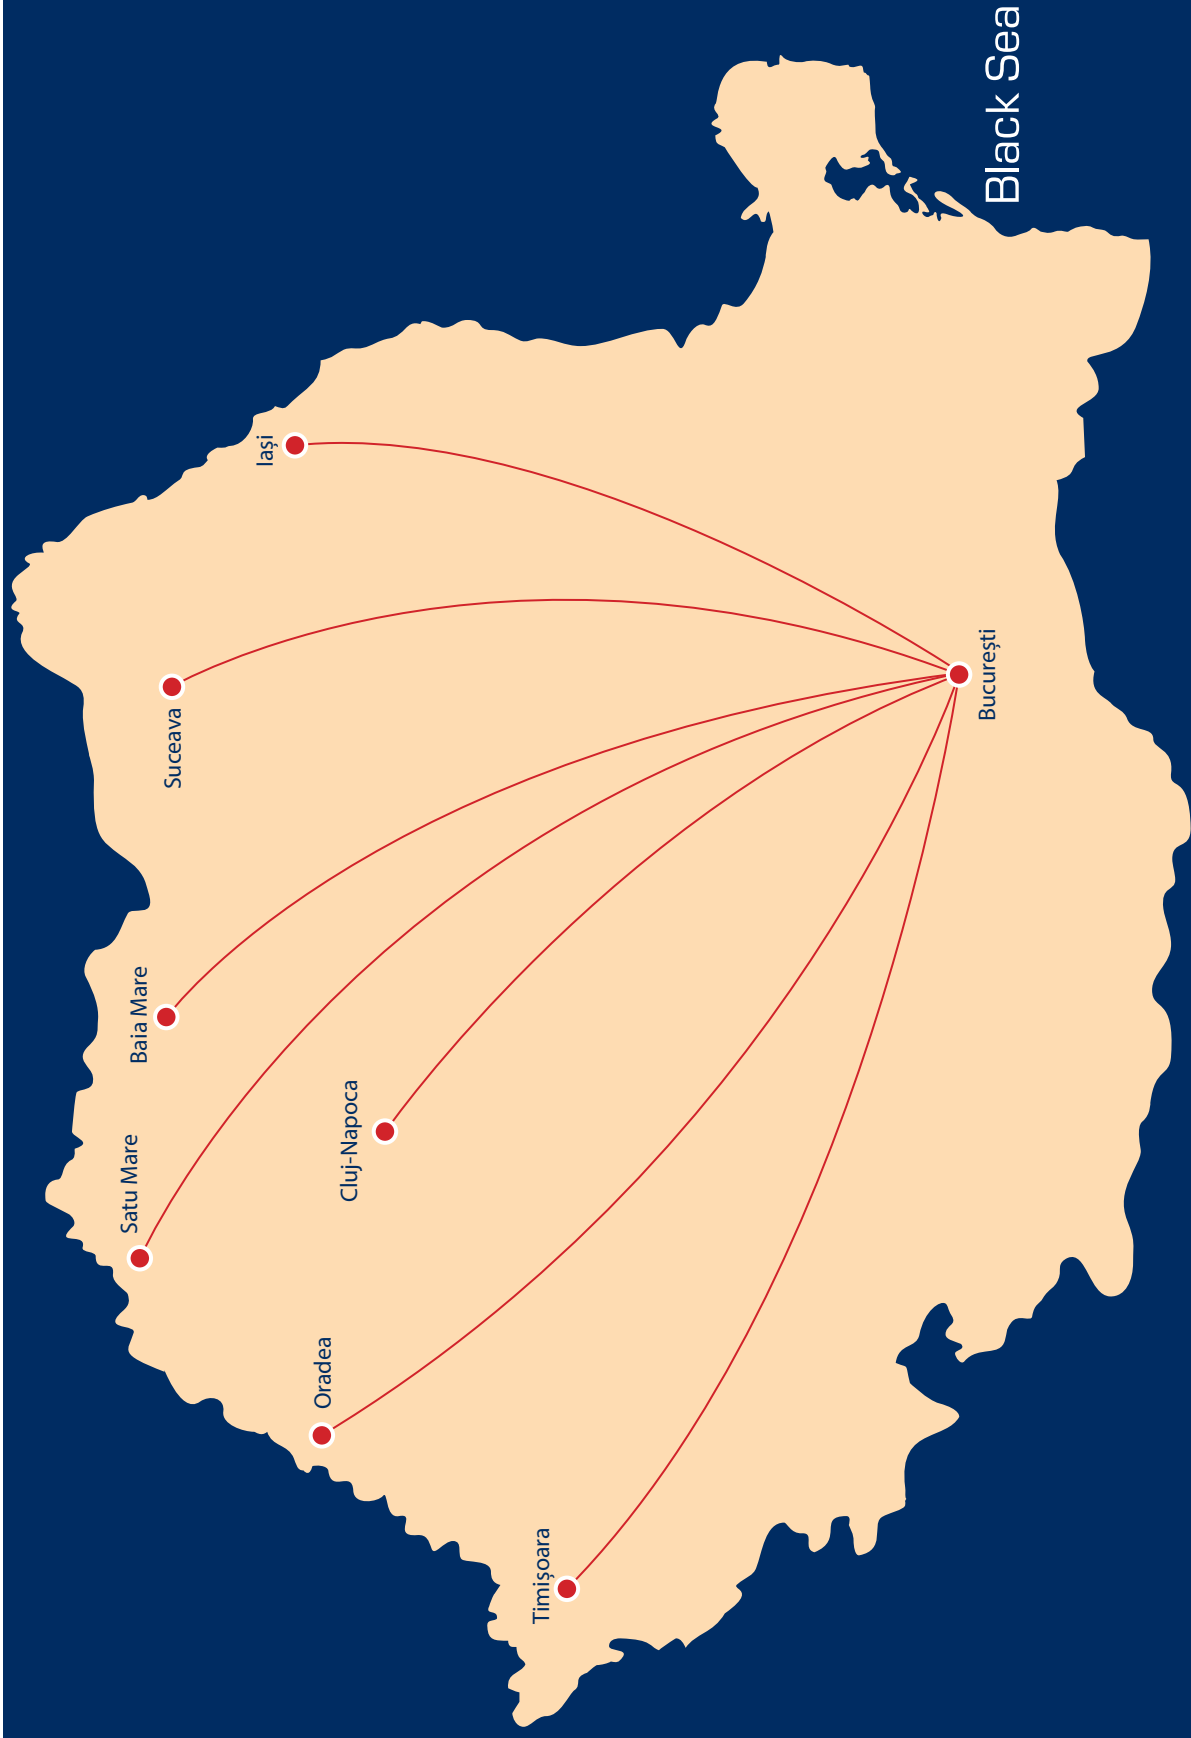 Satu Mare
Baia Mare
Suceava
Iași
Oradea
Cluj-Napoca
Timișoara
București
Black Sea